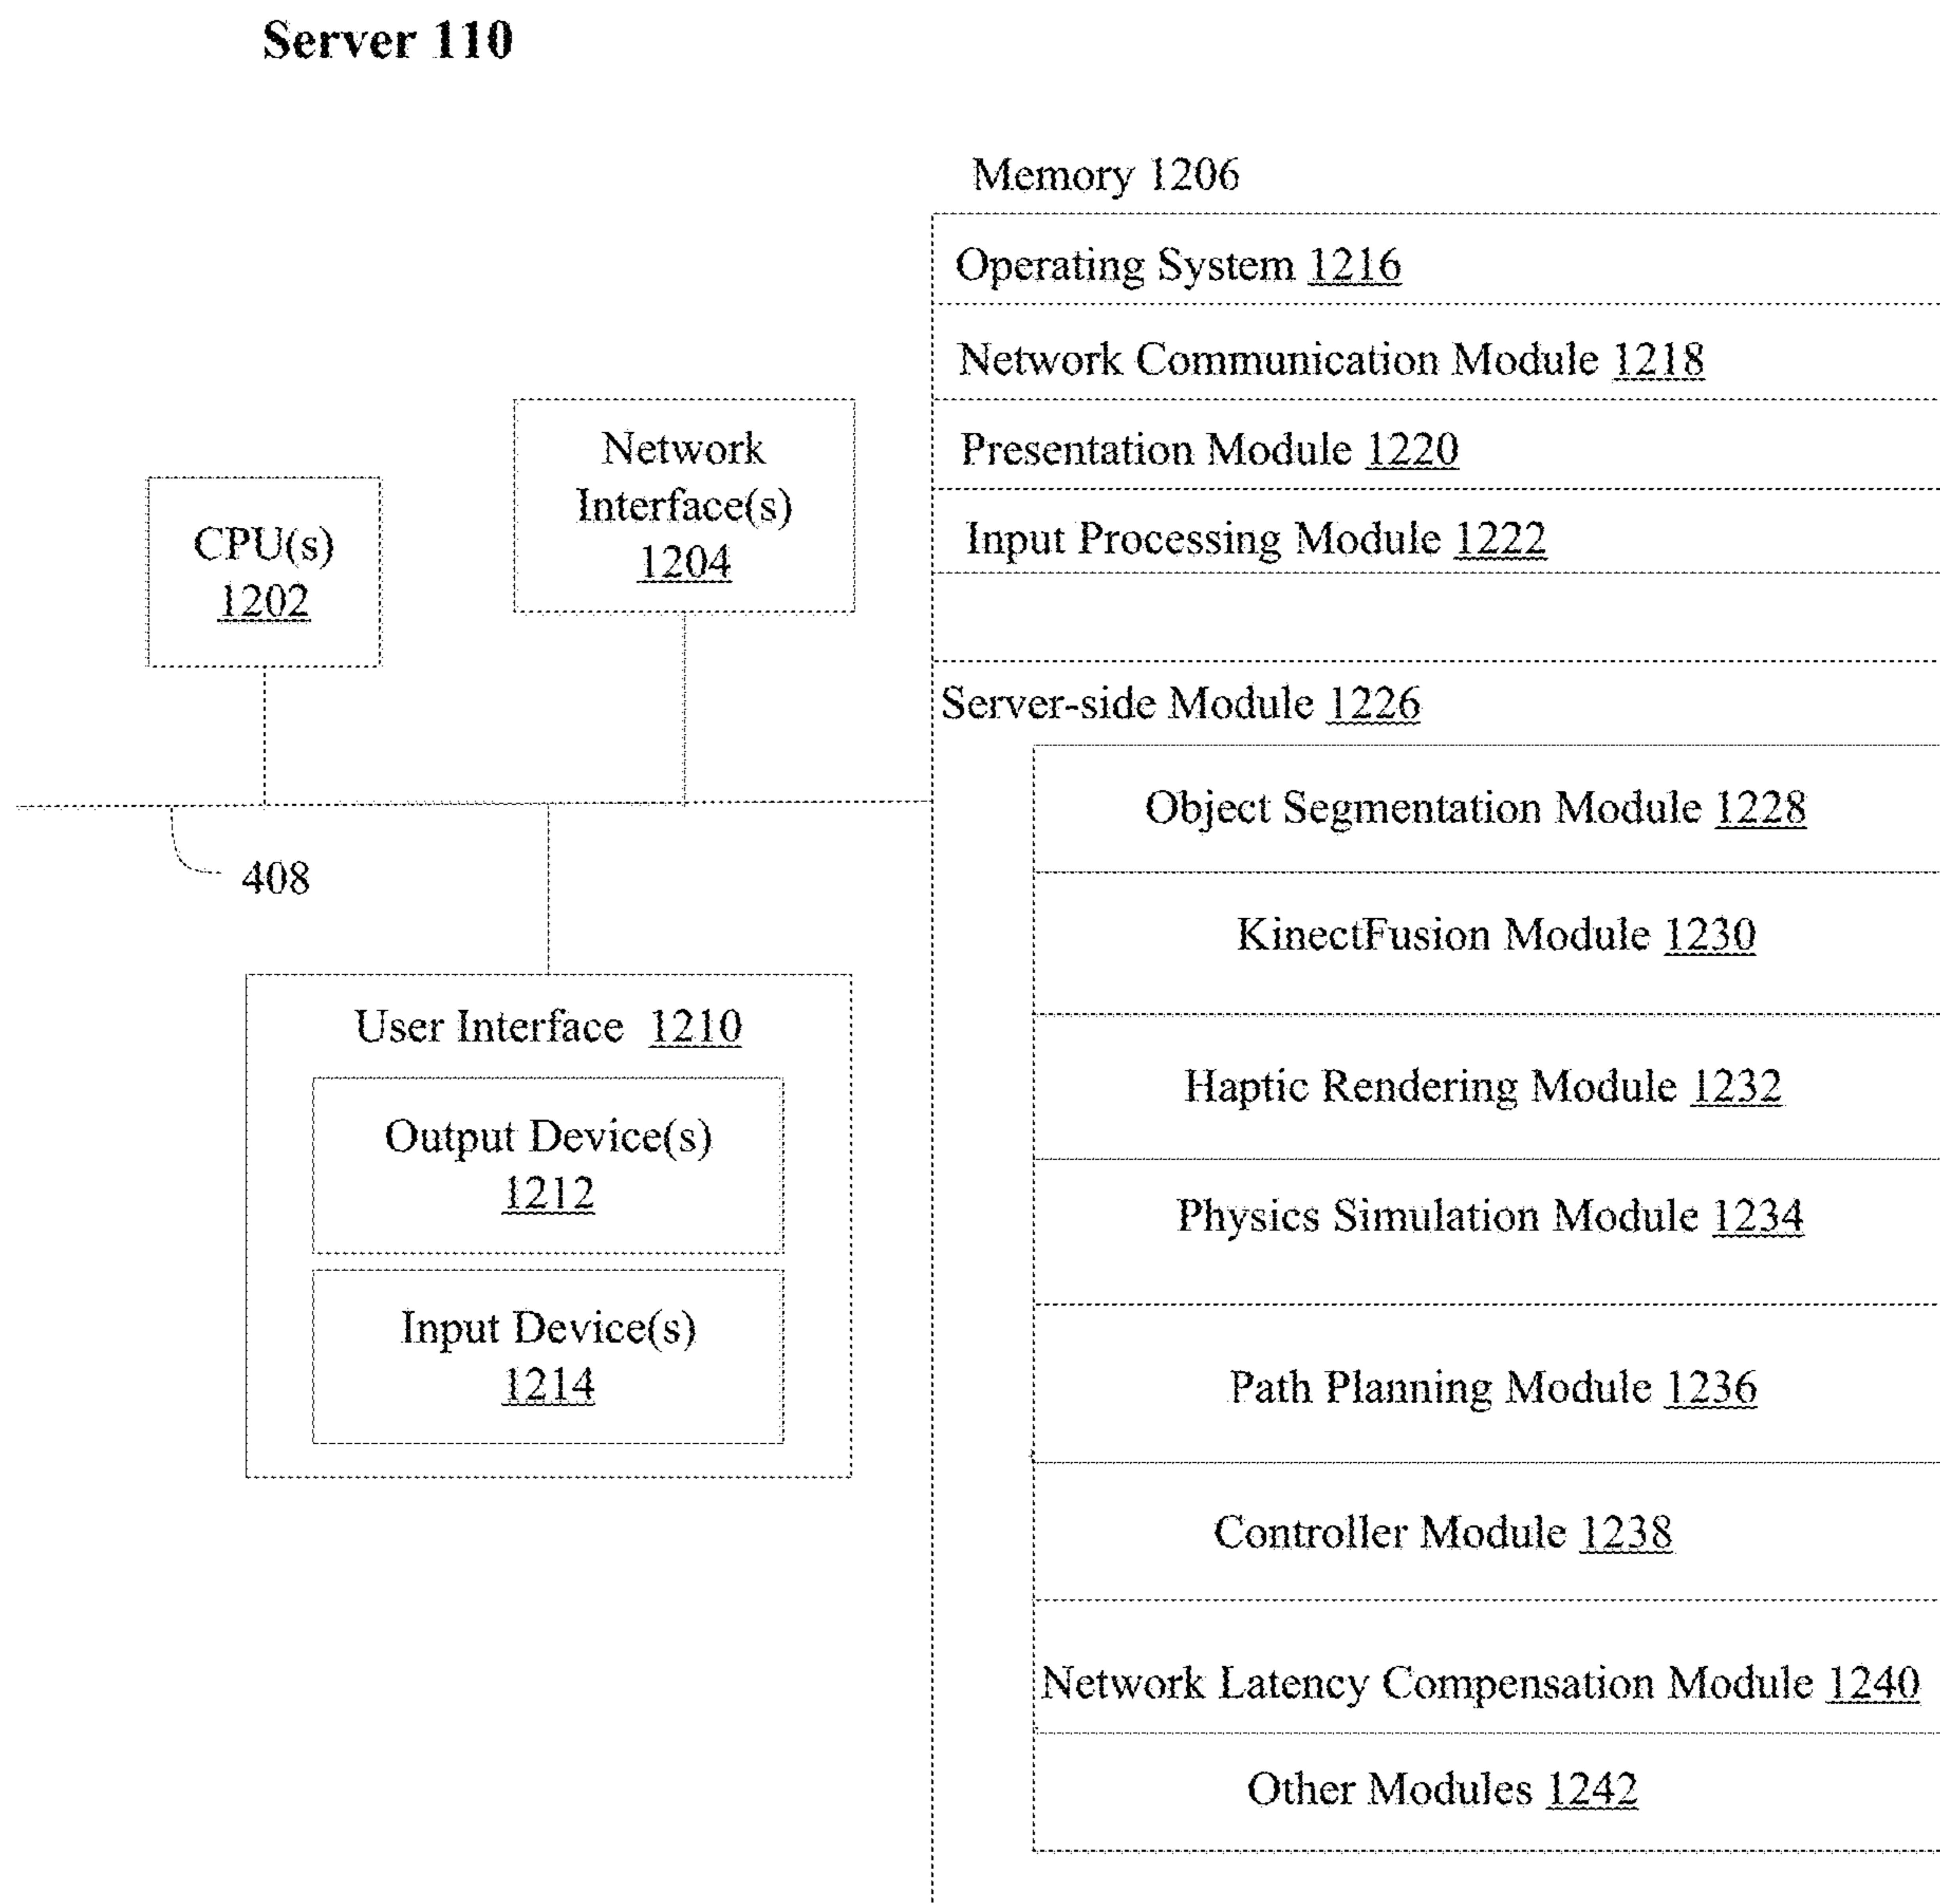 Server 110
Memory 1206
Operating System 1216
Network Communication Module 1218
Presentation Module 1220
Input Processing Module 1222
Network
Interface(s)
1204
CPU(s)
1202
Server-side Module 1226
Object Segmentation Module 1228
KinectFusion Module 1230
Haptic Rendering Module 1232
Physics Simulation Module 1234
Path Planning Module 1236
Controller Module 1238
Network Latency Compensation Module 1240
Other Modules 1242
408
User Interface 1210
Output Device(s)
1212
Input Device(s)
1214